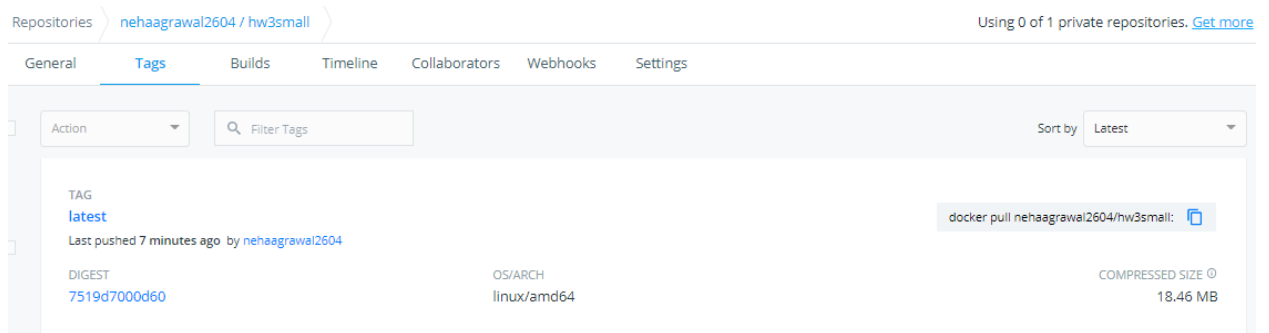 Repositories nehaagrawal2604 / hw3small Using 0 of 1 private repositories. Get more
General Tags Builds Timeline Collaborators Webhooks Settings
Action Filter Tags Sort by Latest
TAG
latest docker pull nehaagrawal2604/hw3small:
Last pushed 7 minutes ago by nehaagrawal2604
DIGEST OS/ARCH COMPRESSED SIZE
7519d7000d60 linux/amd64 18.46 MB